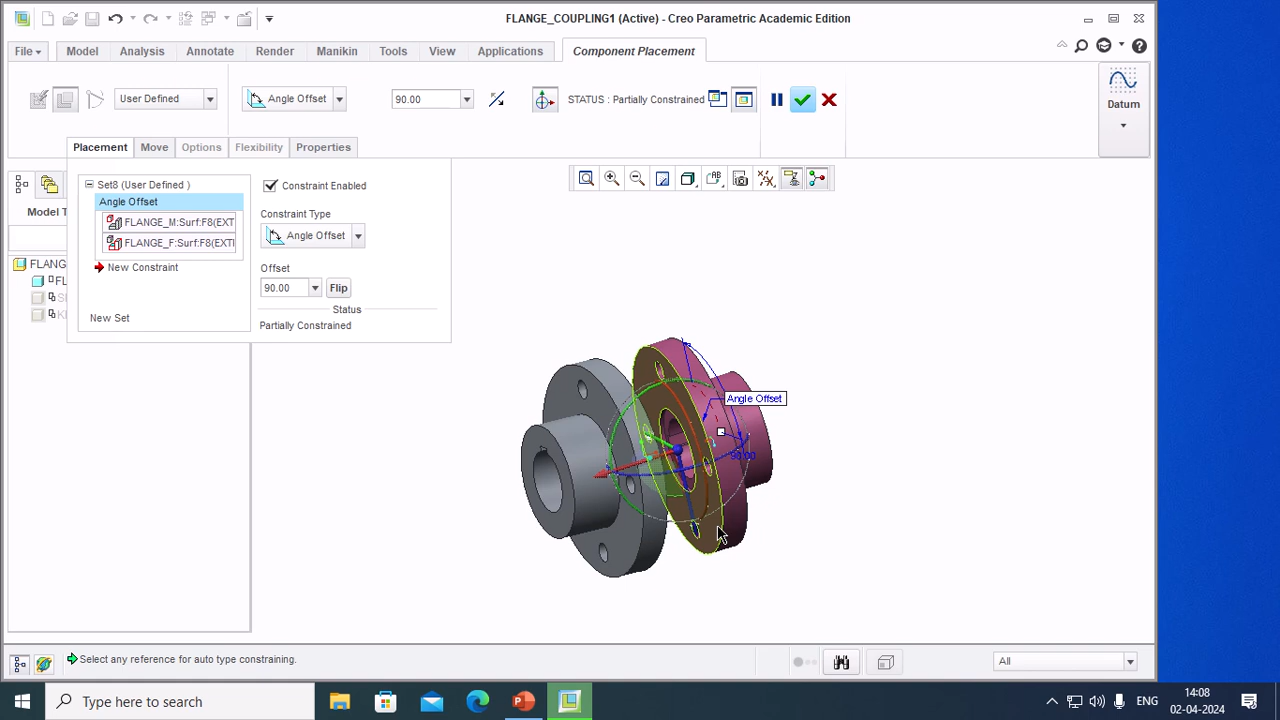 FLANGE_COUPLING1 (Active) - Creo Parametric Academic Edition
File Model Analysis Annotate Render Manikin Tools View Applications Component Placement
User Defined Angle Offset 90.00 STATUS : Partially Constrained Datum
Placement Move Options Flexibility Properties
Set8 (User Defined ) Constraint Enabled
Angle Offset
Constraint Type
FLANGE_M:Surf:F8(EXT
Angle Offset
FLANGE_F:Surf:F8(EXT
New Constraint
Offset
90.00 Flip
Status
New Set Partially Constrained
Model T
FLANG
FL
Angle Offset
90.00
Select any reference for auto type constraining. All
Type here to search
ENG
14:08
02-04-2024